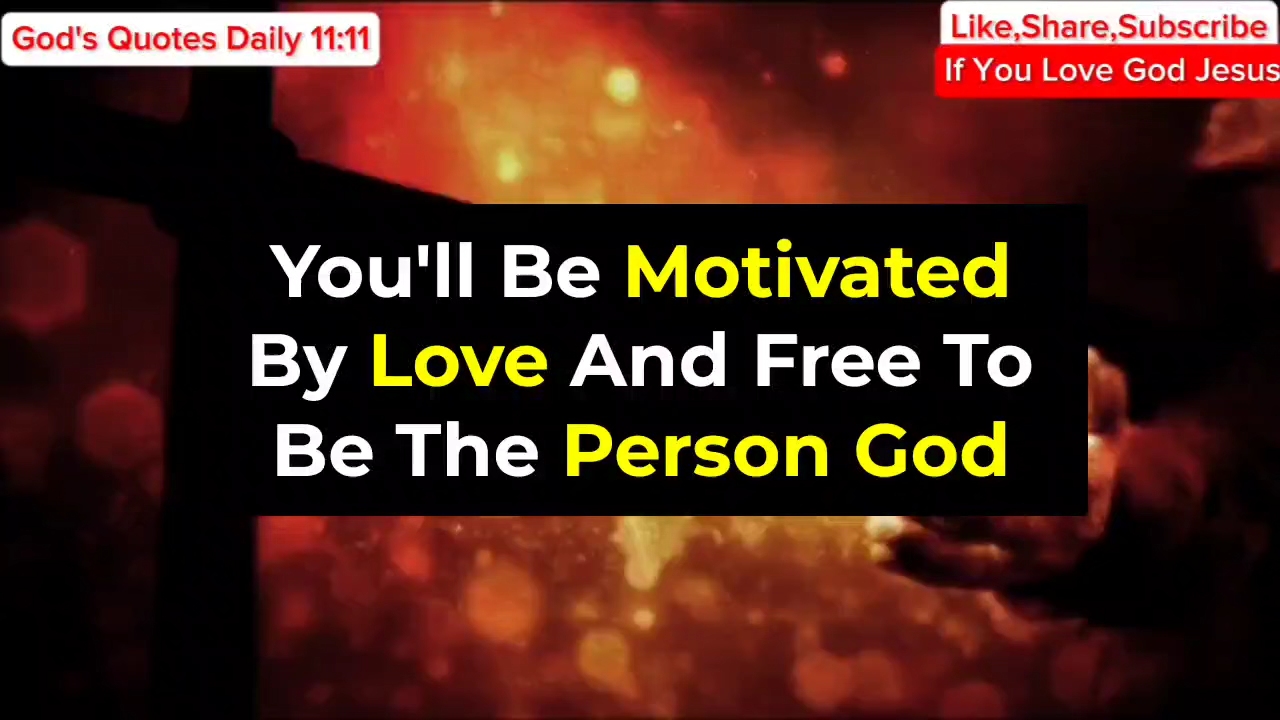 God's Quotes Daily 11:11
Like,Share,Subscribe
If You Love God Jesus
You'll Be Motivated
By Love And Free To
Be The Person God